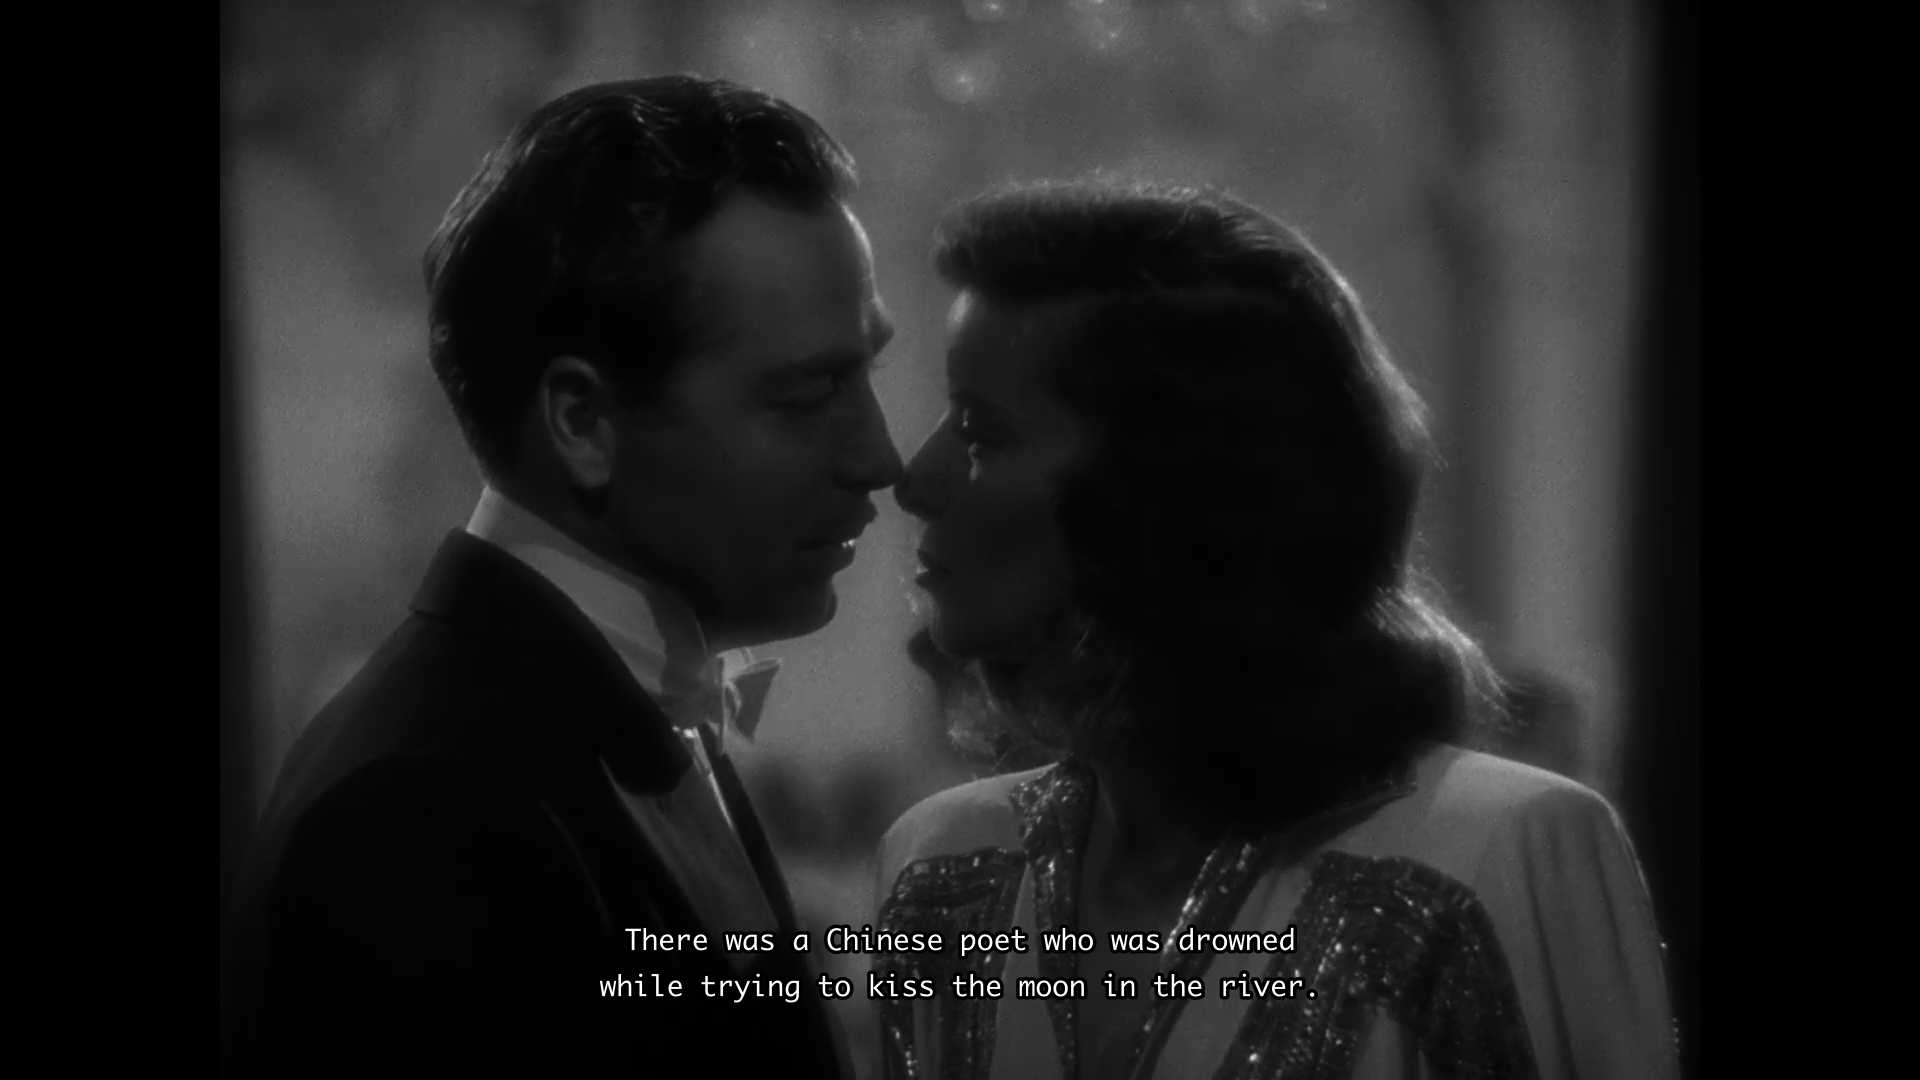 There was a Chinese poet who was drowned
while trying to kiss the moon in the river.